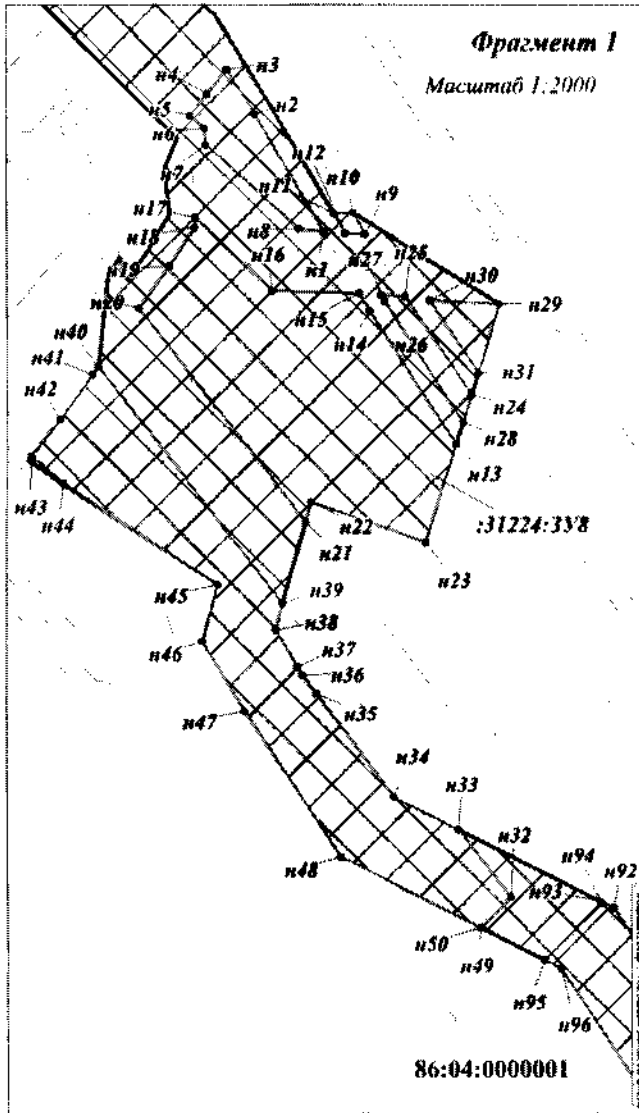 Фрагмент 1
Масштаб 1:2000
н3
н4
н2
н5
н6
н12
н7
н11
н10
н9
н17
н18
н8
н1
н16
н27
н25
н30
н19
н29
н20
н15
н14
н26
н40
н31
н41
н24
н42
н28
н13
н43
н44
н22
:31224:ЗУ8
н21
н23
н45
н39
н38
н46
н37
н36
н47
н35
н34
н33
н32
н48
н94
н93
н92
н50
н49
н95
н96
86:04:0000001